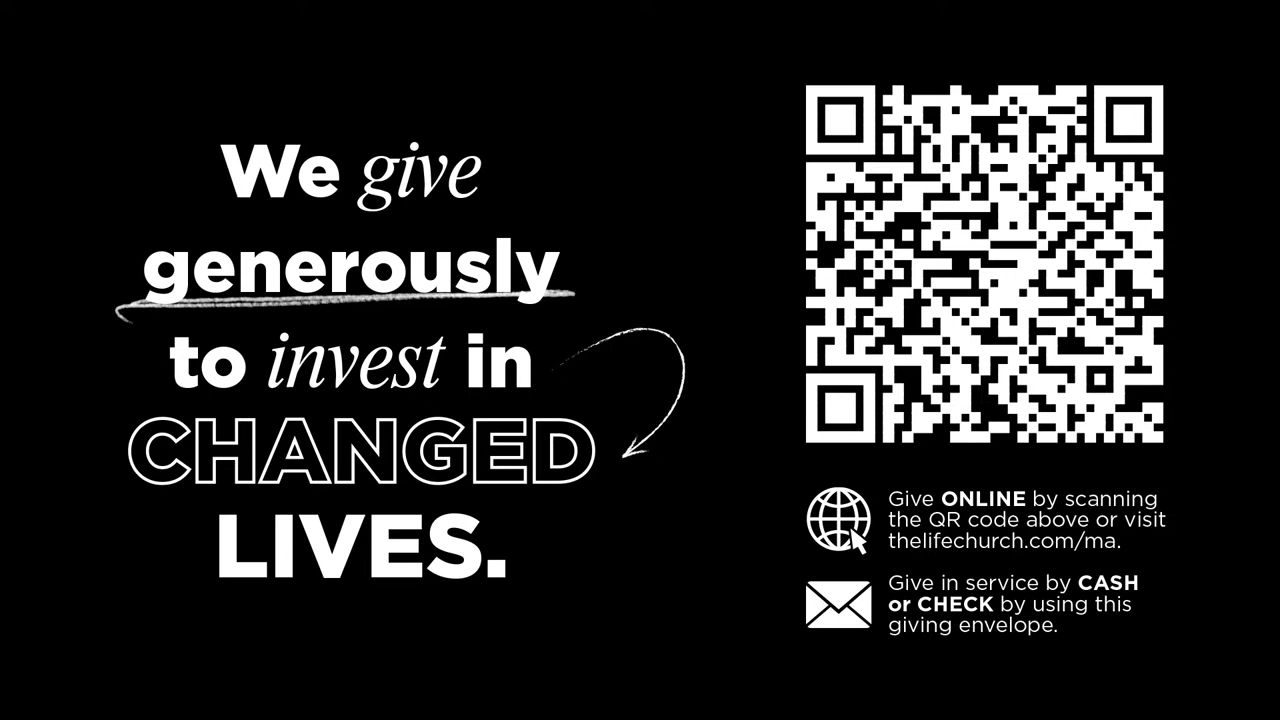 We give
generously
to invest in
CHANGED
LIVES.
Give ONLINE by scanning
the QR code above or visit
thelifechurch.com/ma.
Give in service by CASH
or CHECK by using this
giving envelope.